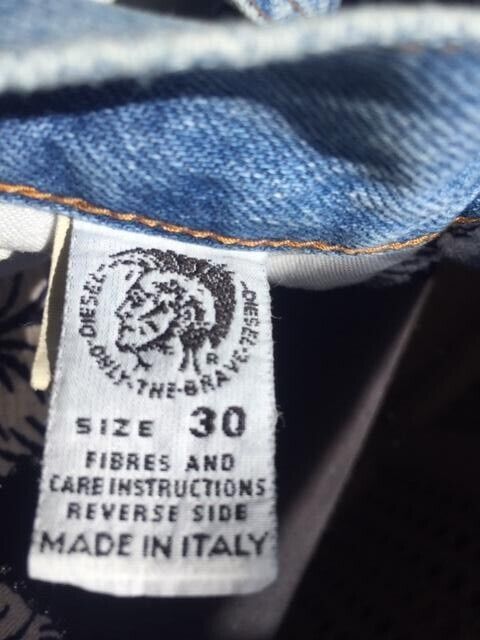 DIESEL · ONLY · THE · BRAVE · DIESEL
R
SIZE 30
FIBRES AND
CARE INSTRUCTIONS
REVERSE SIDE
MADE IN ITALY